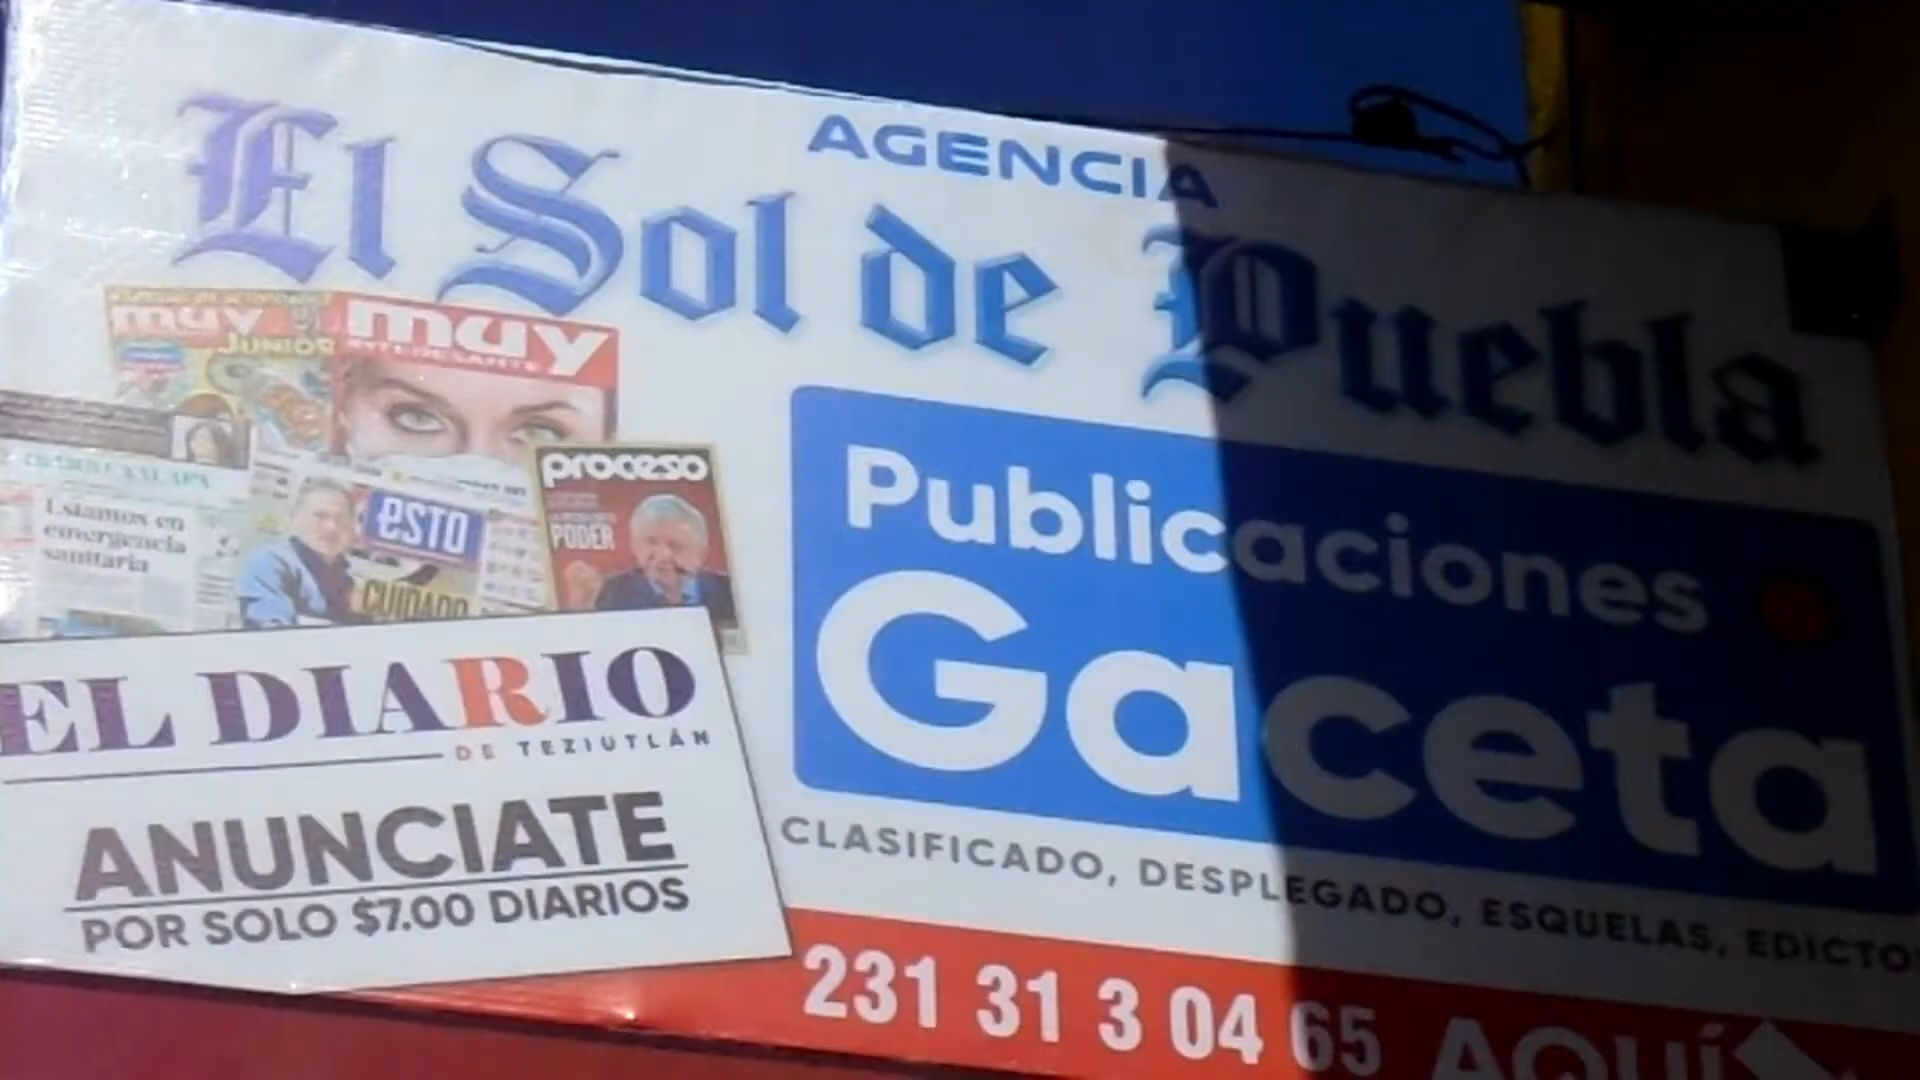 AGENCIA
El Sol de Puebla
muy
JUNIOR
muy
INTERESANTE
proceso
PODER
esto
CUIDADO
Estamos en
emergencia
sanitaria
Publicaciones
Gaceta
EL DIARIO
DE TEZIUTLÁN
ANUNCIATE
POR SOLO $7.00 DIARIOS
CLASIFICADO, DESPLEGADO, ESQUELAS, EDICTOS
231 31 3 04 65 AQUÍ